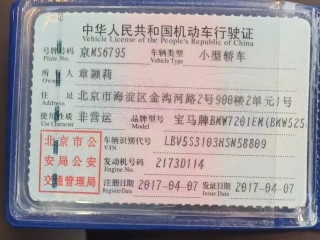 中华人民共和国机动车行驶证
Vehicle License of the People's Republic of China
号牌号码 京MS6795 车辆类型 小型轿车
Plate No. Vehicle Type
所有人 章颖莉
Owner
住址 北京市海淀区金沟河路2号900楼2单元1号
Address
使用性质 非营运 品牌型号 宝马牌BMW7201EM(BMW525
Use Character Model
北京市公安局公安交通管理局
车辆识别代号 LBV5S3103HSN58809
VIN
发动机号码 21730114
Engine No.
注册日期 2017-04-07 发证日期 2017-04-07
Register Date Issue Date